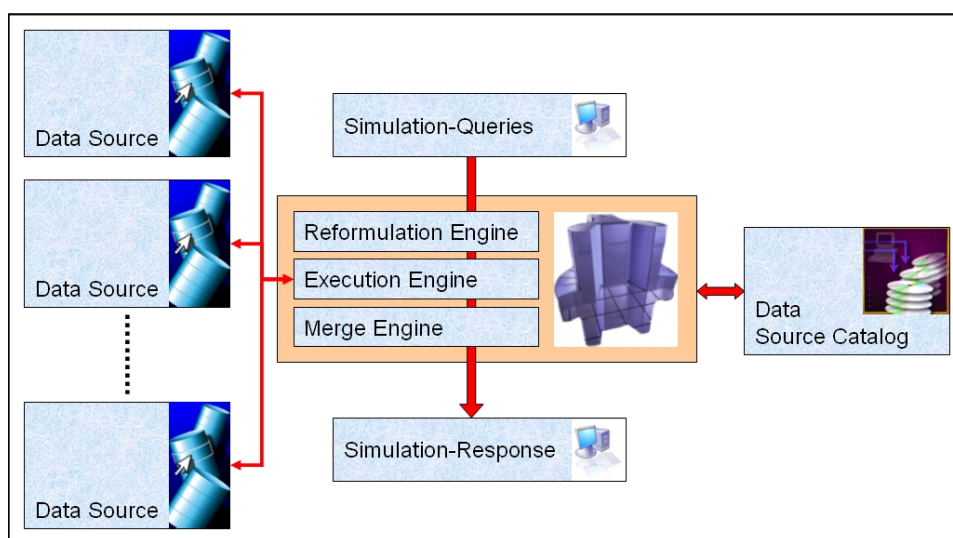 Data Source
Data Source
Data Source
Simulation-Queries
Reformulation Engine
Execution Engine
Merge Engine
Simulation-Response
Data
Source Catalog